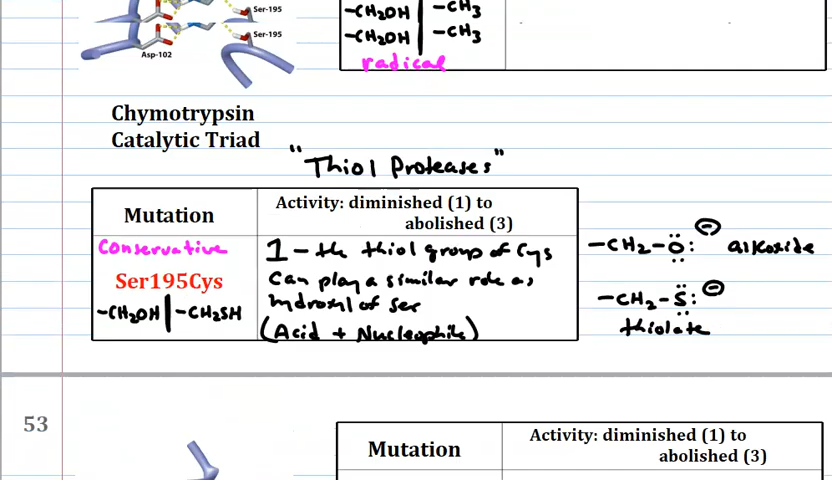 Ser-195
Ser-195
Asp-102
-CH2OH | -CH3
-CH2OH | -CH3
radical
Chymotrypsin
Catalytic Triad
"Thiol Proteases"
Mutation
Activity: diminished (1) to
abolished (3)
Conservative
Ser195Cys
-CH2OH | -CH2SH
1 - the thiol group of Cys
can play a similar role as
hydroxyl of Ser
(Acid + Nucleophile)
-CH2-O: ⊖ alkoxide
-CH2-S: ⊖
thiolate
53
Mutation
Activity: diminished (1) to
abolished (3)